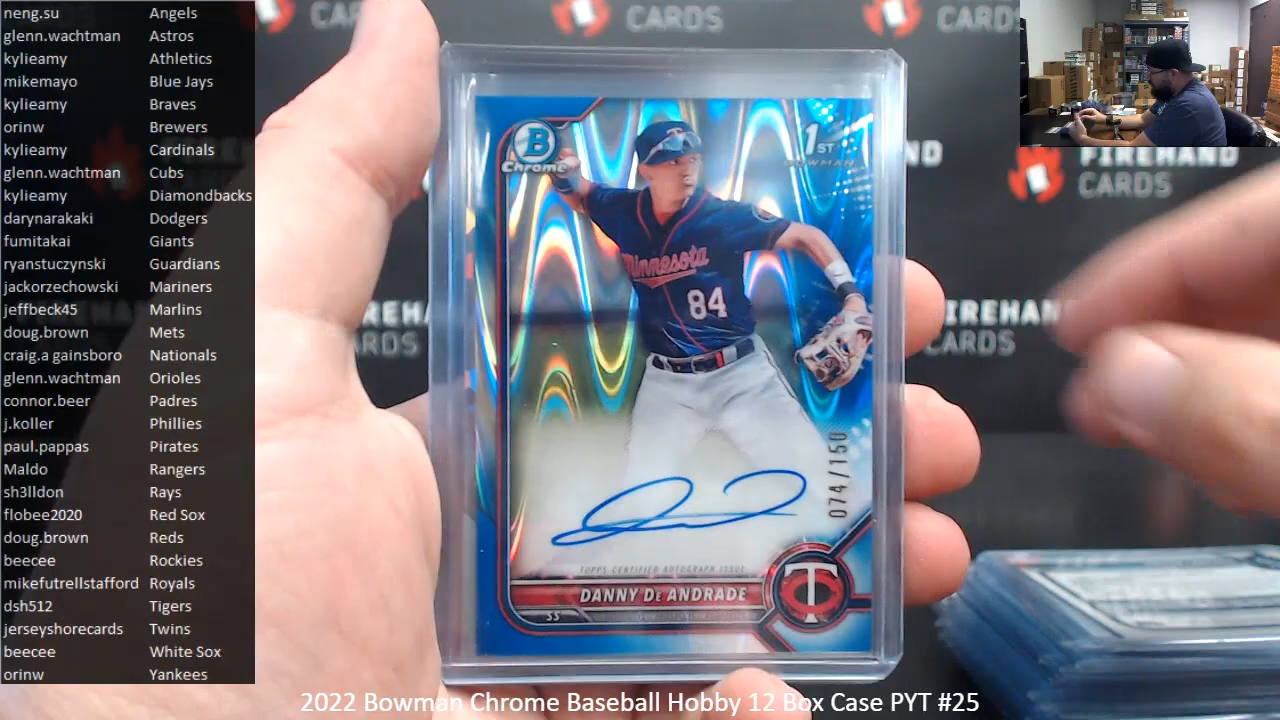 neng.su Angels
glenn.wachtman Astros
kylieamy Athletics
mikemayo Blue Jays
kylieamy Braves
orinw Brewers
kylieamy Cardinals
glenn.wachtman Cubs
kylieamy Diamondbacks
darynarakaki Dodgers
fumitakai Giants
ryanstuczynski Guardians
jackorzechowski Mariners
jeffbeck45 Marlins
doug.brown Mets
craig.a gainsboro Nationals
glenn.wachtman Orioles
connor.beer Padres
j.koller Phillies
paul.pappas Pirates
Maldo Rangers
sh3lldon Rays
flobee2020 Red Sox
doug.brown Reds
beecee Rockies
mikefutrellstafford Royals
dsh512 Tigers
jerseyshorecards Twins
beecee White Sox
orinw Yankees
CARDS
CARDS
FIREHAND
CARDS
FIREHAN
CARDS
B
Chrome
1ST
BOWMAN
Minnesota
84
074/150
TOPPS CERTIFIED AUTOGRAPH ISSUE
DANNY De ANDRADE
SS
TC
2022 Bowman Chrome Baseball Hobby 12 Box Case PYT #25